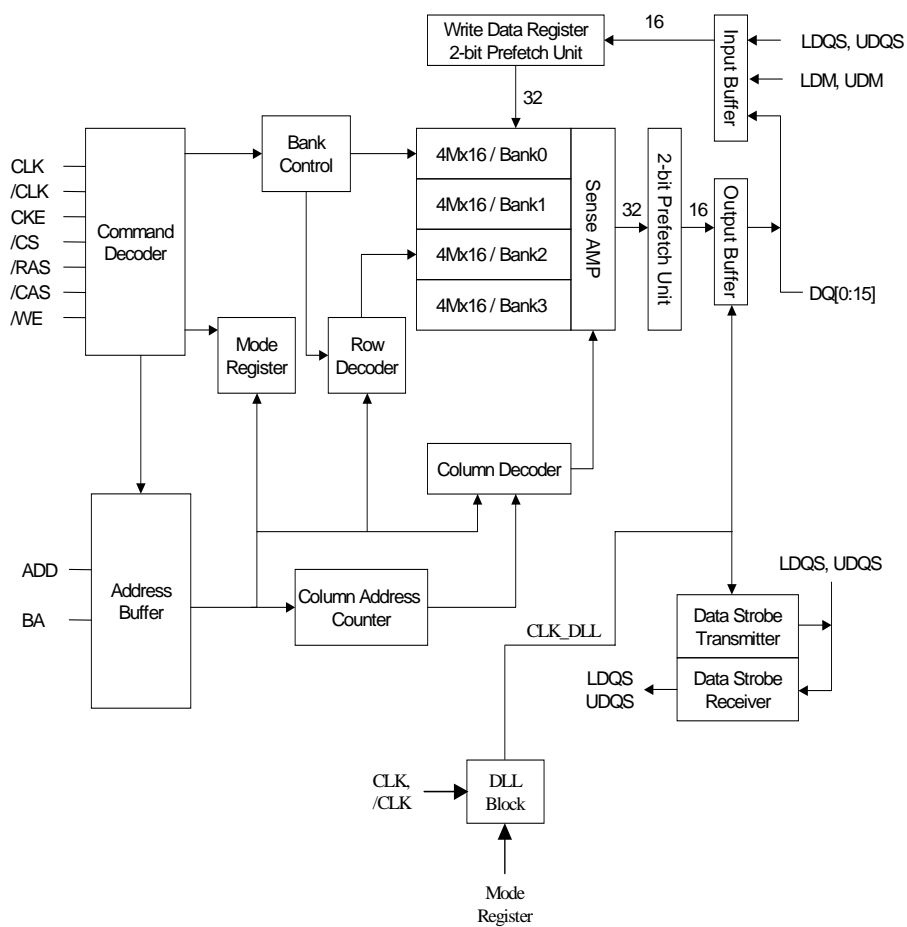 Write Data Register
2-bit Prefetch Unit
16
Input Buffer
LDQS, UDQS
LDM, UDM
32
CLK
/CLK
CKE
/CS
/RAS
/CAS
/WE
Command
Decoder
Bank
Control
4Mx16 / Bank0
4Mx16 / Bank1
4Mx16 / Bank2
4Mx16 / Bank3
Sense AMP
32
2-bit Prefetch Unit
16
Output Buffer
DQ[0:15]
Mode
Register
Row
Decoder
Column Decoder
ADD
BA
Address
Buffer
Column Address
Counter
CLK_DLL
LDQS, UDQS
Data Strobe
Transmitter
Data Strobe
Receiver
LDQS
UDQS
CLK,
/CLK
DLL
Block
Mode
Register